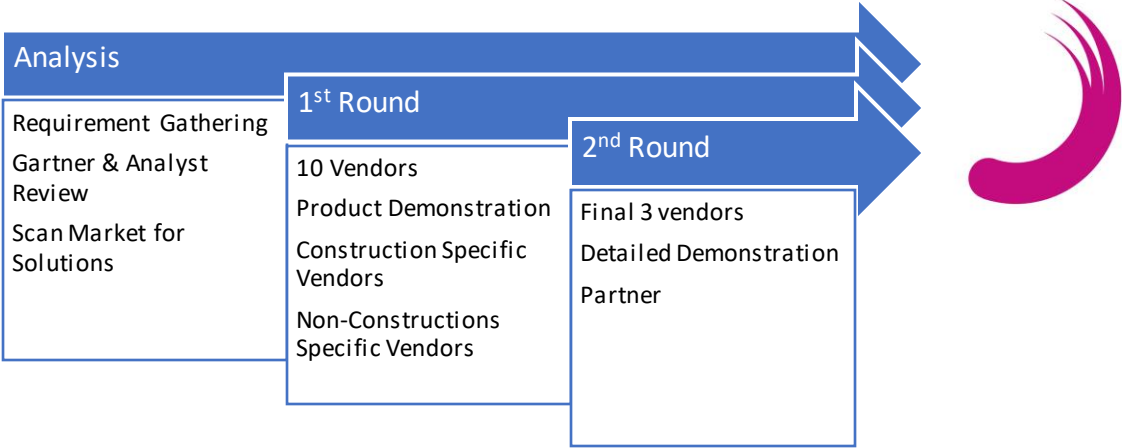 Analysis
Requirement Gathering
Gartner & Analyst
Review
Scan Market for
Solutions
1st Round
10 Vendors
Product Demonstration
Construction Specific
Vendors
Non-Constructions
Specific Vendors
2nd Round
Final 3 vendors
Detailed Demonstration
Partner